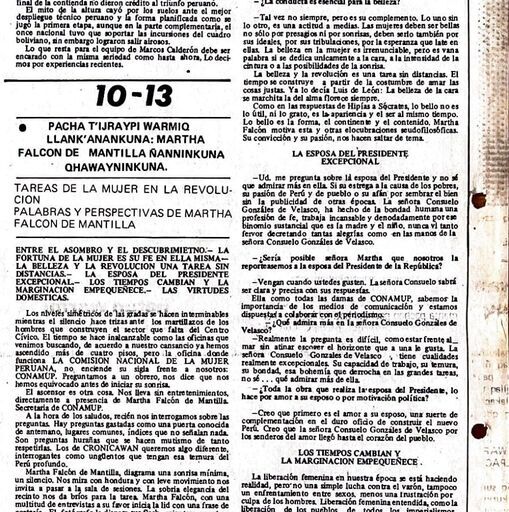 final de la contienda no rindió crédito al triunfo peruano.
El mito de la altura cayó por los suelos ante el mejor
despliegue técnico peruano y la forma planificada como se
jugó la primera etapa, aunque en la parte complementaria, el
once nacional tuvo que soportar las incursiones del cuadro
boliviano, sin embargo lograron salir airosos.
Lo que resta para el equipo de Marcos Calderón debe ser
encarado con la misma seriedad como hasta ahora, Lo decimos
por experiencias recientes.
10-13
PACHA T'IJRAYPI WARMIQ
LLANK'ANANKUNA: MARTHA
FALCON DE MANTILLA ÑANNINKUNA
QHAWAYNINKUNA.
TAREAS DE LA MUJER EN LA REVOLU-
CION
PALABRAS Y PERSPECTIVAS DE MARTHA
FALCÓN DE MANTILLA
ENTRE EL ASOMBRO Y EL DESCUBRIMIETNO.— LA
FORTUNA DE LA MUJER ES SU FE EN ELLA MISMA—
LA BELLEZA Y LA REVOLUCION UNA TAREA SIN
DISTANCIAS.— LA ESPOSA DEL PRESIDENTE
EXCEPCIONAL.— LOS TIEMPOS CAMBIAN Y LA
MARGINACION EMPEQUEÑECE.— LAS VIRTUDES
DOMESTICAS.
Los niveles simétricos de las gradas se hacen interminables
mientras el silencio hace trizas ante los martillazos de los
hombres que construyen el sector que falta del Centro
Cívico. El tiempo se hace inalcanzable como las oficinas que
venimos buscando, de acuerdo a nuestro cansancio ya hemos
ascendido más de cuatro pisos, pero la oficina donde
funciona LA COMISION NACIONAL DE LA MUJER
PERUANA, no enciende su sigla frente a nosotros:
CONAMUP. Preguntamos a un obrero, nos dice que nos
hemos equivocado antes de iniciar su sonrisa.
El ascensor es otra cosa. Nos lleva sin entretenimientos,
directamente a presencia de Martha Falcón de Mantilla.
Secretaria de CONAMUP.
A la hora de los saludos, recién nos interrogamos sobre las
preguntas. Hay preguntas gastadas como una puerta conocida
de antemano, lugares comunes, índices que no señalan nada.
Son preguntas hurañas que se hacen mutismo de tanto
repetirlas. Los de CRONICAWAN queremos algo diferente,
interrogantes como ungüentos que tengan esa ternura del
Perú profundo.
Martha Falcón de Mantilla, diagrama una sonrisa mínima,
un silencio. Nos mira con hondura y con leve movimiento nos
invita a pasar a la sala de sesiones. La sobria elegancia del
recinto nos da bríos para la tarea. Martha Falcón, con una
multitud de entrevistas a su favor inicia la lid con una frase de
—¿La conducta es esencial para la belleza?
—Tal vez no siempre, pero es su complemento. Lo uno sin
lo otro, es una actitud a medias. Las mujeres deben ser bellas
no sólo por presagios ni por sonrisas, deben serlo también por
sus ideales, por sus tribulaciones, por la esperanza que late en
su palabra. La belleza en la mujer es irrenunciable, pero es vana
palabra si se dedica unicamente a la cara, a la intensidad de la
cintura o a las posibilidades de la sonrisa.
La belleza y la revolución es una tarea sin distancias. El
tiempo se construye a partir de la costumbre de amar las
cosas justas. Ya lo decía Luis de León: La belleza de la cara
se marchita la del alma florece siempre.
Como en las respuestas de Hipias a Sócrates, lo bello no es
lo útil, ni lo grato, es la apariencia y el ser al mismo tiempo. Lo
bello es la forma, el continente y el contenido. Martha Falcón
motiva esta y otras elocubraciones seudofilosóficas.
Su convicción y su pasión, nos hacen saltar de tema.
LA ESPOSA DEL PRESIDENTE
EXCEPCIONAL
—Ud. me pregunta sobre la esposa del Presidente y no sé
qué admirar más en ella. Si su entrega a la causa de los pobres,
su pasión de Perú y de pueblo o su afán por sembrar el bien
sin publicidad de otras épocas. La señora Consuelo
Gonzáles de Velasco, ha hecho de la bondad humana una
profesión de fe, trabaja incansable y denodadamente por ese
binomio sustancial que es la madre y el niño, nunca vi tanto
fervor decretando tantas alegrías como en las manos de la
señora Consuelo Gonzáles de Velasco.
—¿Sería posible señora Martha que nosotros la
reporteasemos a la esposa del Presidente de la República?
—Vengan cuando ustedes gusten. La señora Consuelo sabrá
ser clara y precisa con sus respuestas.
Ella como todas las damas de CONAMUP, sabemos la
importancia de los medios de comunicación y estamos
dispuestas a colaborar con el periodismo.
—¿Qué admira más en la señora Consuelo Gonzáles de
Velasco?
—Realmente la pregunta es difícil, como estar frente al
mar sin atinar escoger el horizonte que a una le gusta. La
señora Consuelo Gonzales de Velasco, tiene cualidades
realmente excepcionales. Su capacidad de trabajo, su ternura,
su bondad, esa bohemia que derrocha en las grandes tareas,
no sé . . . qué admirar más de ella.
—¿Toda la obra que realiza la esposa del Presidente, lo
hace por amor a su esposo o por motivación política?
—Creo que primero es amor a su esposo, una suerte de
complementación en el duro oficio de construir el nuevo
Perú. Creo que la señora Consuelo Gonzales de Velasco por
los senderos del amor llegó hasta el corazón del pueblo.
LOS TIEMPOS CAMBIAN Y
LA MARGINACION EMPEQUEÑECE
La liberación femenina en nuestra época se está haciendo
realidad, pero no una simple lucha contra el varón, tampoco
un enfrentamiento entre sexos, menos una frustración por
culpa de los hombres. Liberación femenina, entendida, como la
liberación de los pueblos de todos los imperialismos